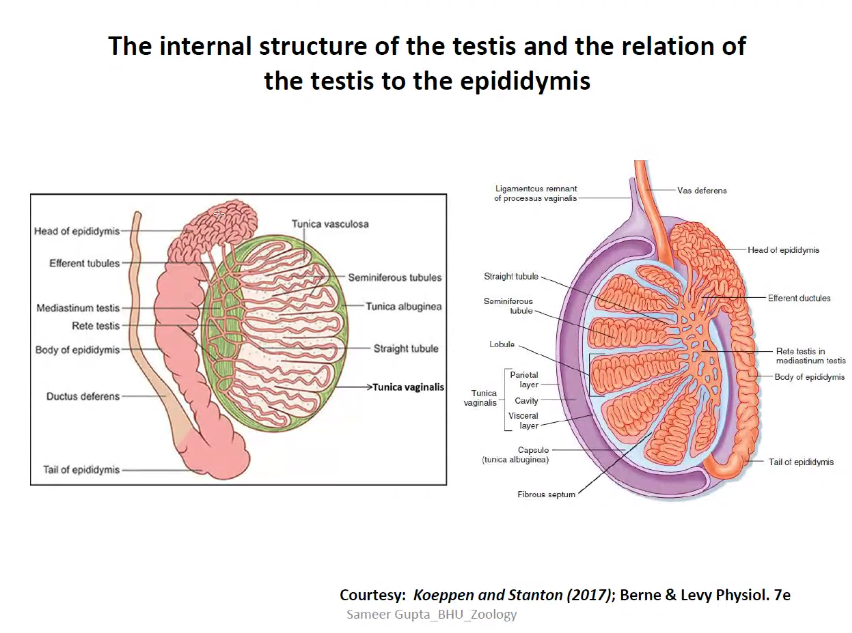 The internal structure of the testis and the relation of
the testis to the epididymis
Head of epididymis
Efferent tubules
Mediastinum testis
Rete testis
Body of epididymis
Ductus deferens
Tail of epididymis
Tunica vasculosa
Seminiferous tubules
Tunica albuginea
Straight tubule
Tunica vaginalis
Ligamentous remnant
of processus vaginalis
Straight tubule
Seminiferous
tubule
Lobule
Tunica
vaginalis
Parietal
layer
Cavity
Visceral
layer
Capsule
(tunica albuginea)
Fibrous septum
Vas deferens
Head of epididymis
Efferent ductules
Rete testis in
mediastinum testis
Body of epididymis
Tail of epididymis
Courtesy: Koeppen and Stanton (2017); Berne & Levy Physiol. 7e
Sameer Gupta_BHU_Zoology